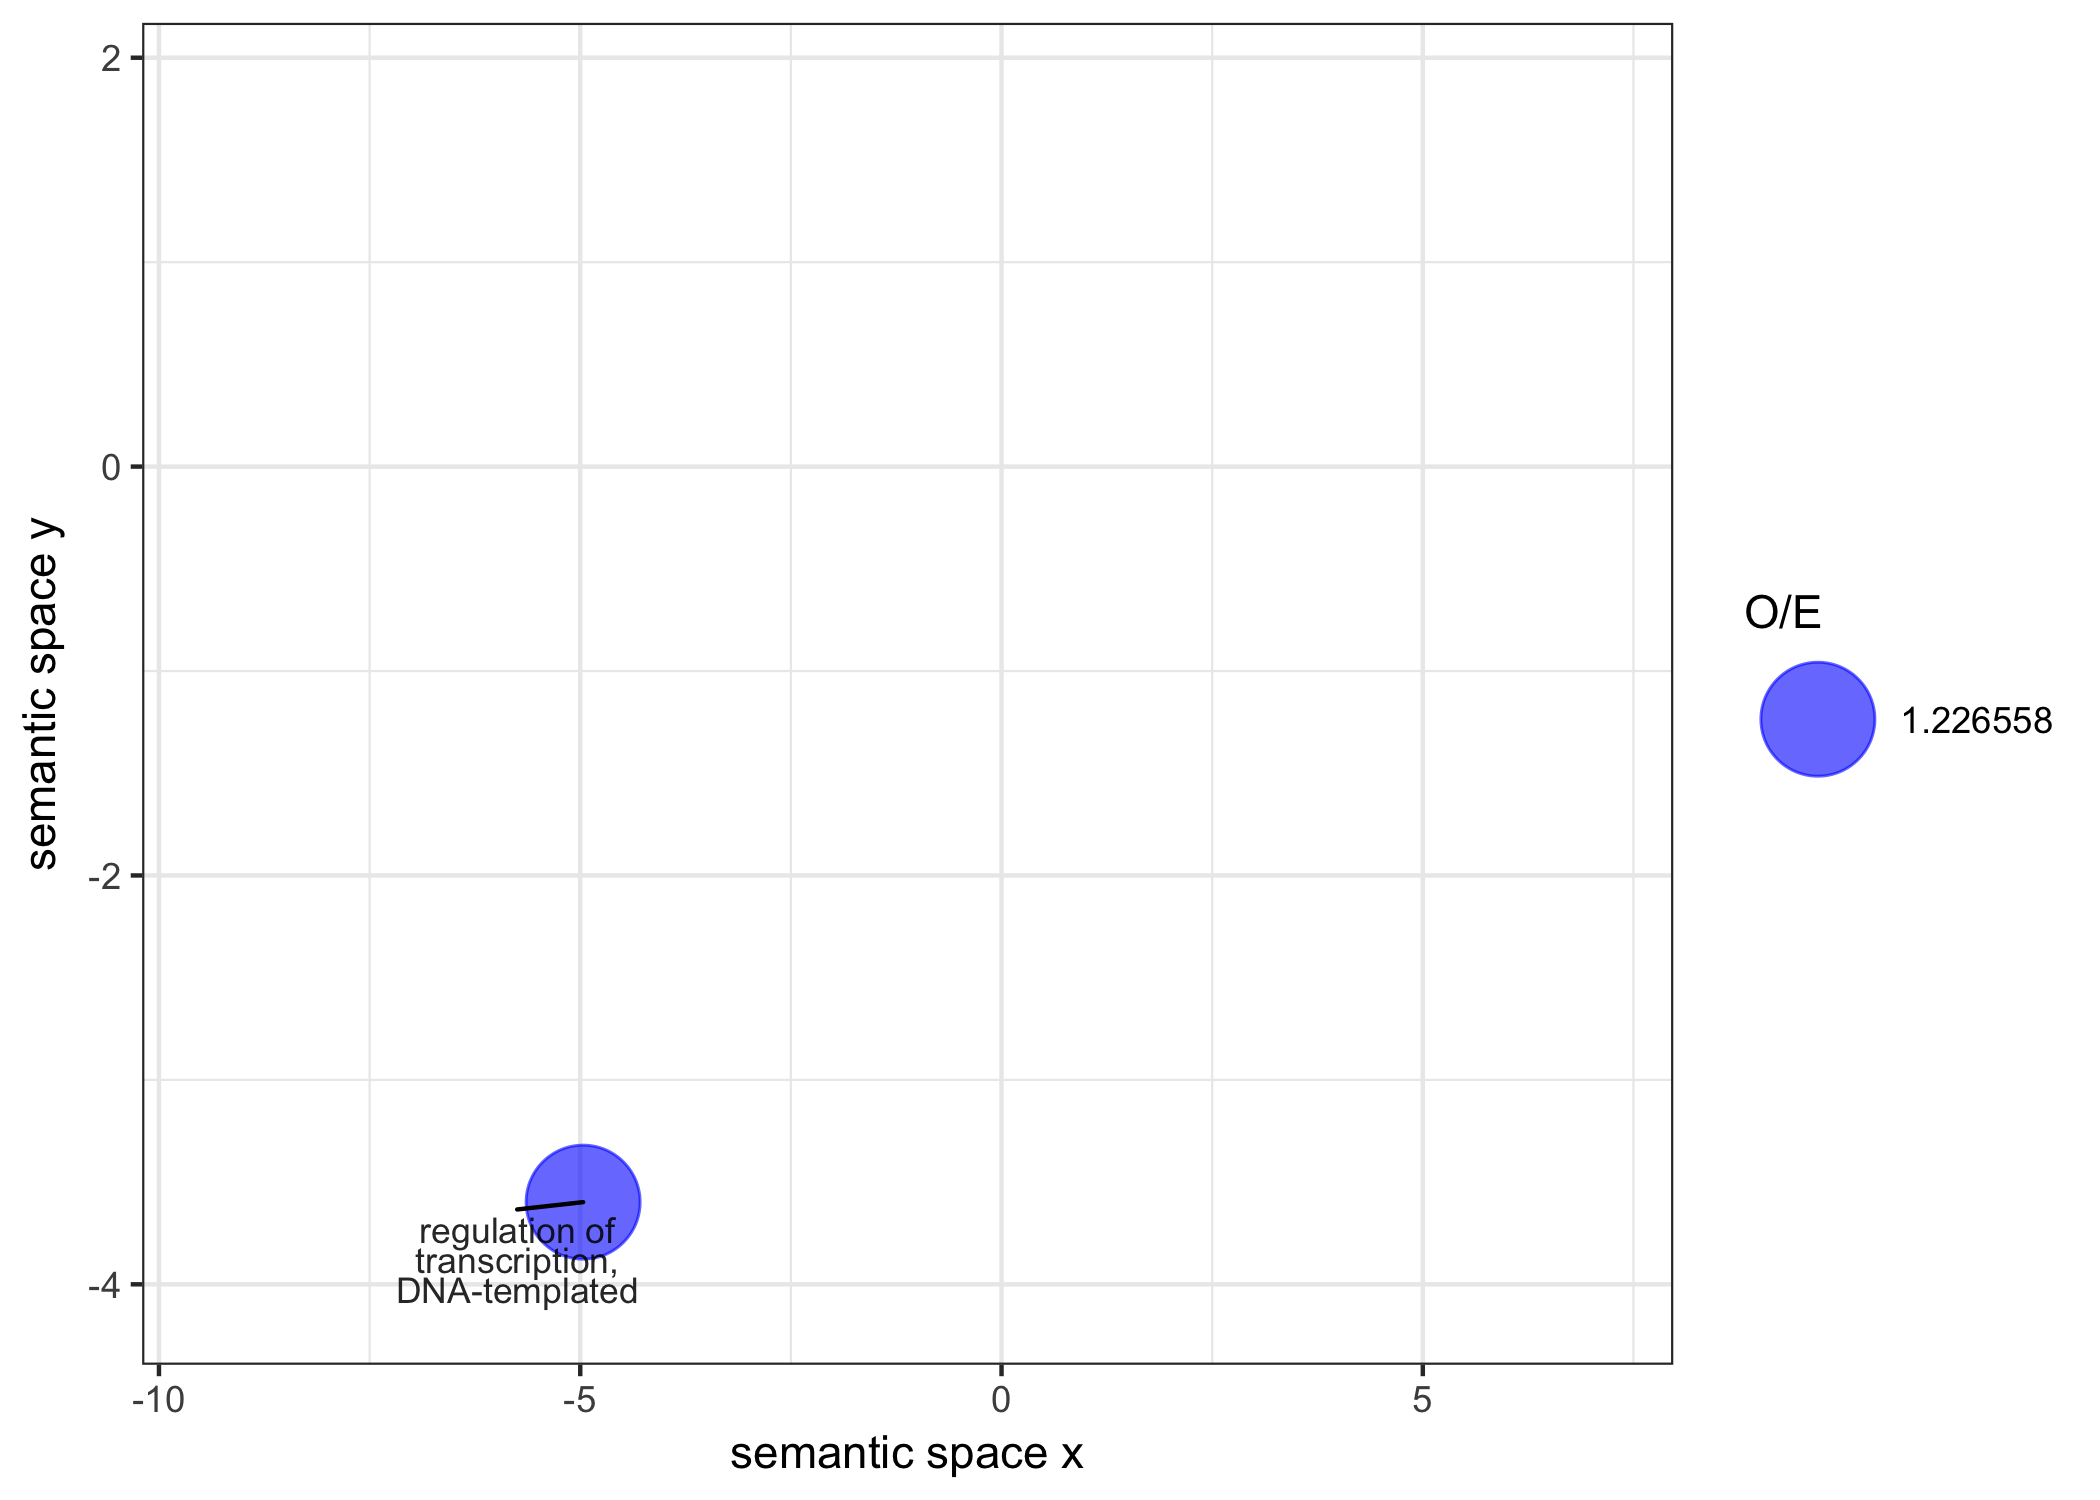 2
0
-2
-4
semantic space y
regulation of
transcription,
DNA-templated
-10
-5
0
5
semantic space x
O/E
1.226558